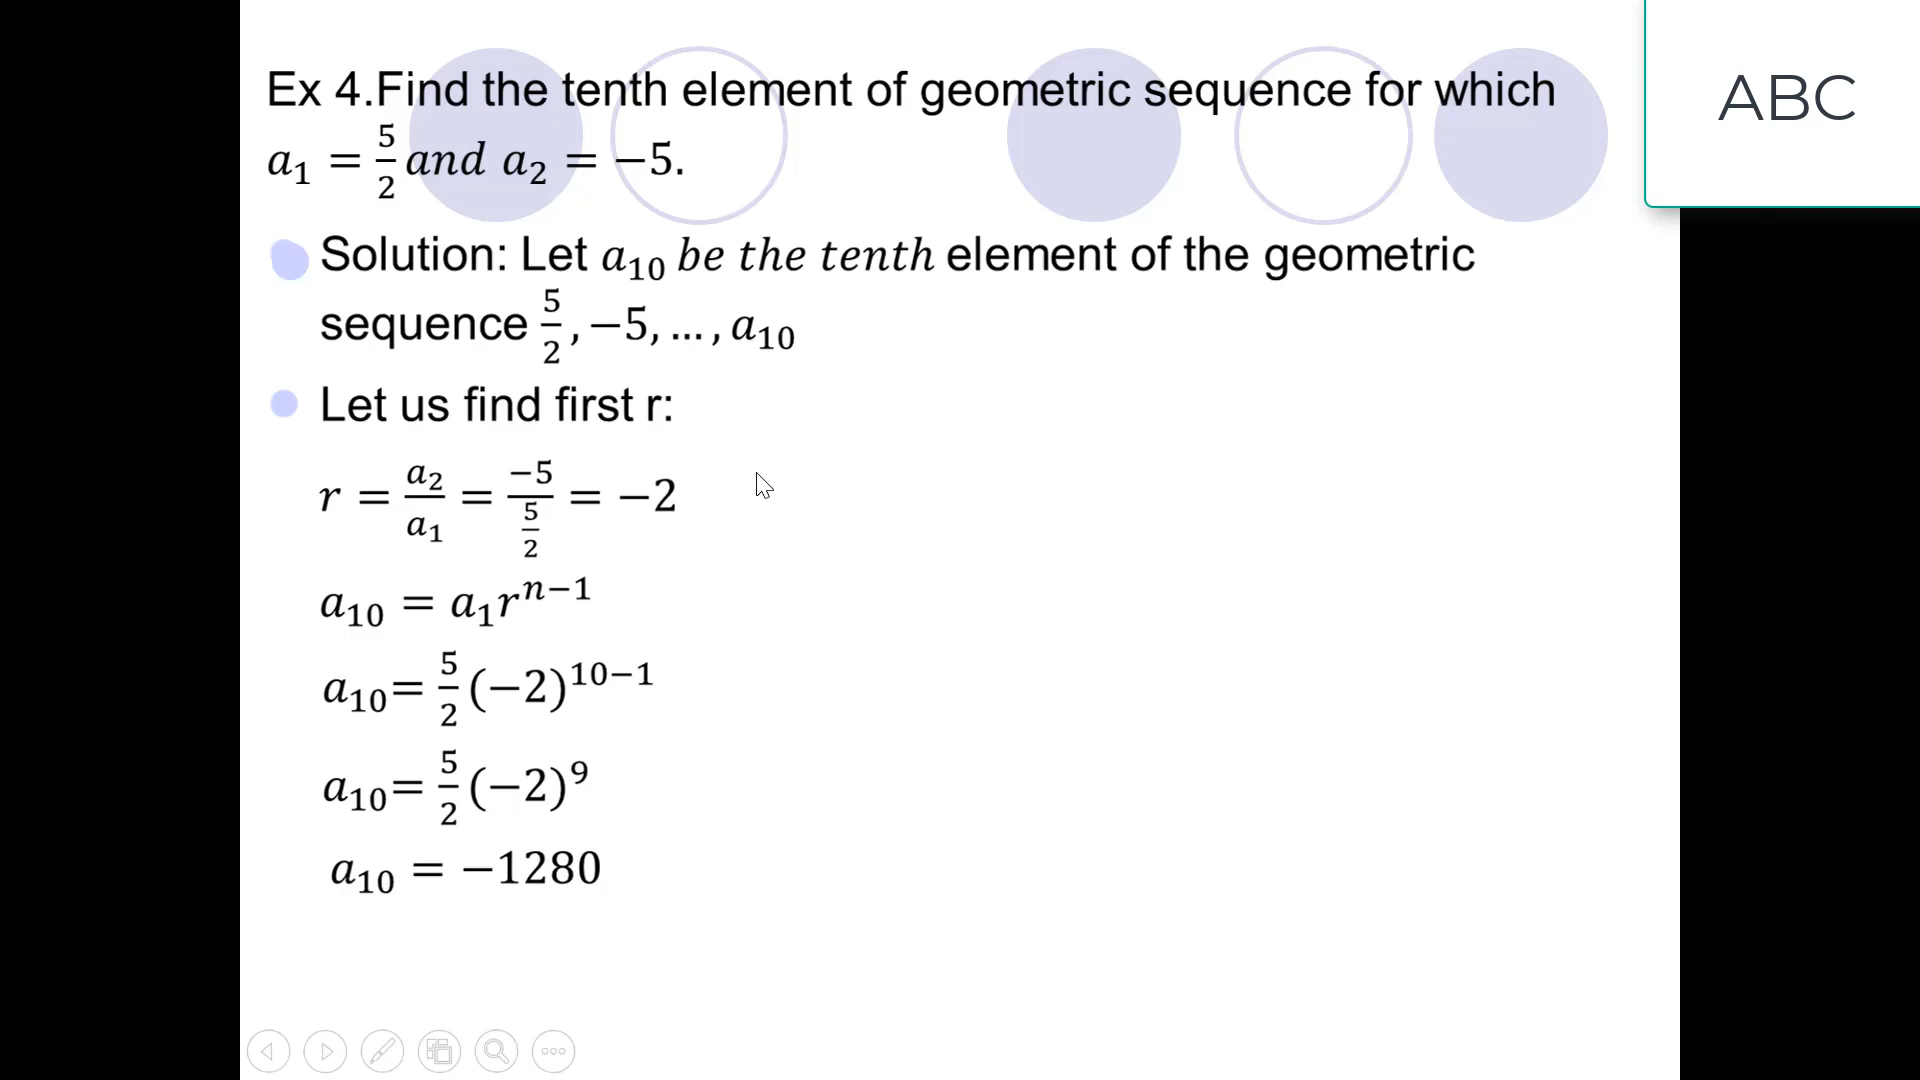 Ex 4.Find the tenth element of geometric sequence for which
a₁ = 5/2 and a₂ = −5.
ABC
Solution: Let a₁₀ be the tenth element of the geometric
sequence 5/2, −5, ... , a₁₀
Let us find first r:
r = a₂/a₁ = −5/(5/2) = −2
a₁₀ = a₁rⁿ⁻¹
a₁₀= 5/2 (−2)¹⁰⁻¹
a₁₀= 5/2 (−2)⁹
a₁₀ = −1280